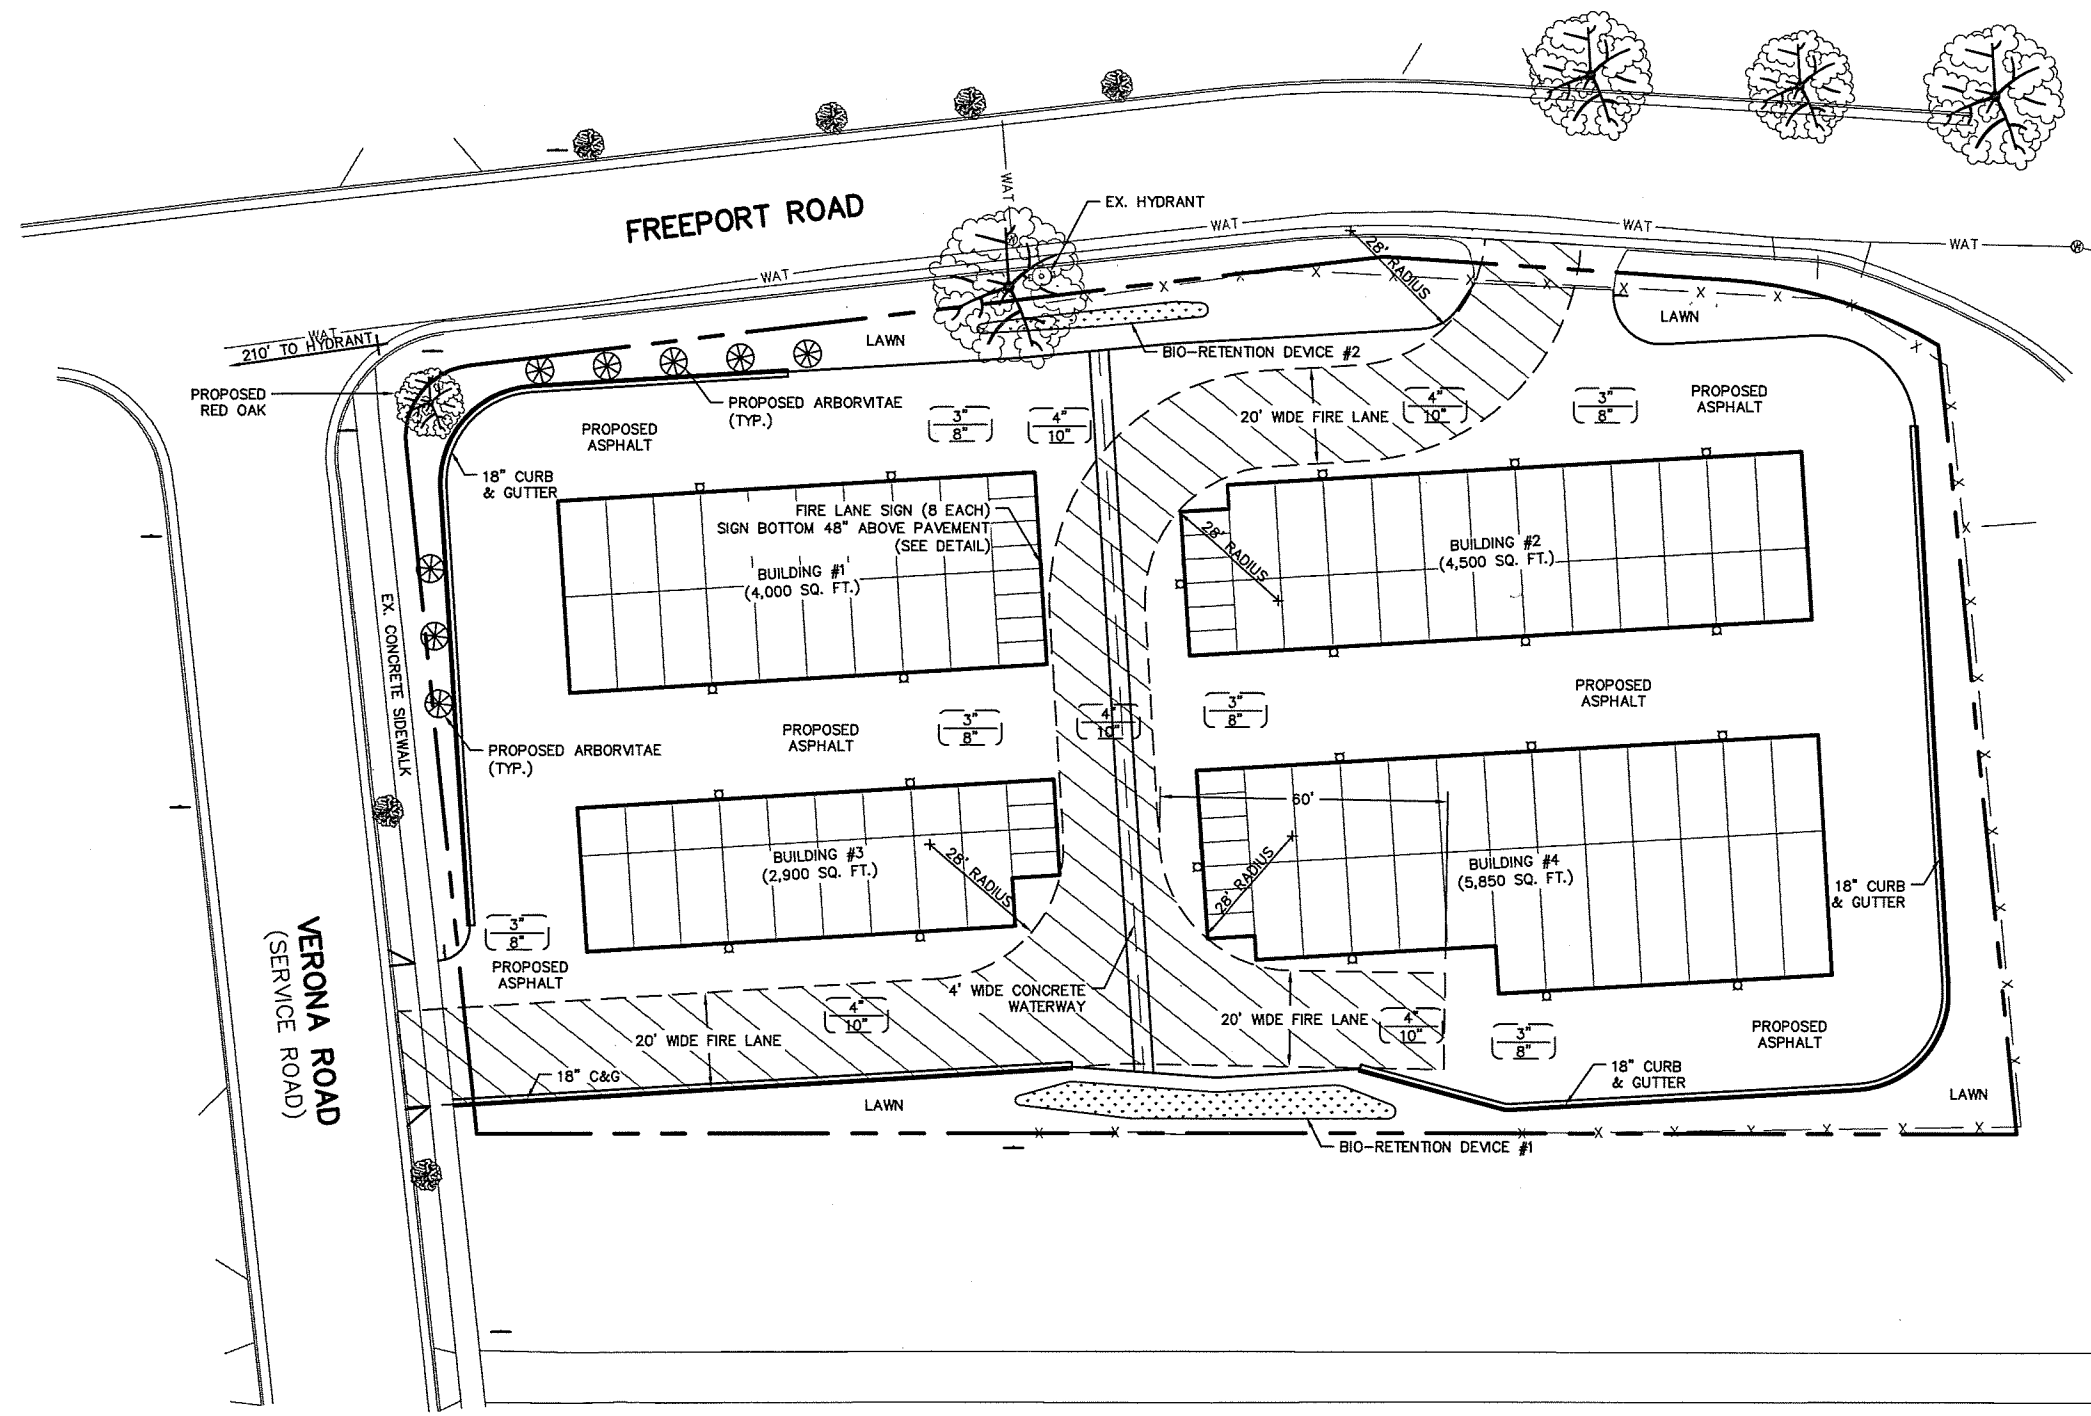 FREEPORT ROAD
WAT
EX. HYDRANT
WAT
WAT
WAT
WAT
28' RADIUS
WAT
210' TO HYDRANT
LAWN
LAWN
BIO-RETENTION DEVICE #2
PROPOSED
RED OAK
PROPOSED ARBORVITAE
(TYP.)
PROPOSED
ASPHALT
3"
8"
4"
10"
20' WIDE FIRE LANE
4"
10"
3"
8"
PROPOSED
ASPHALT
18" CURB
& GUTTER
FIRE LANE SIGN (8 EACH)
SIGN BOTTOM 48" ABOVE PAVEMENT
(SEE DETAIL)
BUILDING #1
(4,000 SQ. FT.)
28' RADIUS
BUILDING #2
(4,500 SQ. FT.)
EX. CONCRETE SIDEWALK
PROPOSED ARBORVITAE
(TYP.)
PROPOSED
ASPHALT
3"
8"
4"
10"
3"
8"
PROPOSED
ASPHALT
60'
BUILDING #3
(2,900 SQ. FT.)
28' RADIUS
28' RADIUS
BUILDING #4
(5,850 SQ. FT.)
18" CURB
& GUTTER
3"
8"
PROPOSED
ASPHALT
VERONA ROAD
(SERVICE ROAD)
4' WIDE CONCRETE
WATERWAY
20' WIDE FIRE LANE
4"
10"
20' WIDE FIRE LANE
4"
10"
3"
8"
PROPOSED
ASPHALT
18" C&G
18" CURB
& GUTTER
LAWN
LAWN
BIO-RETENTION DEVICE #1